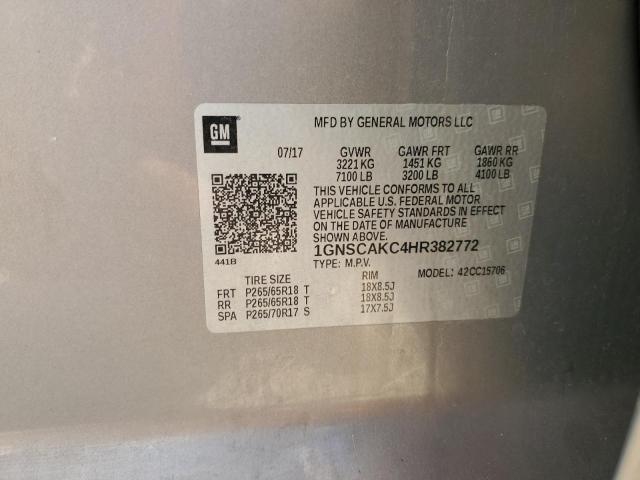 GM
MFD BY GENERAL MOTORS LLC
07/17 GVWR GAWR FRT GAWR RR
3221 KG 1451 KG 1860 KG
7100 LB 3200 LB 4100 LB
THIS VEHICLE CONFORMS TO ALL
APPLICABLE U.S. FEDERAL MOTOR
VEHICLE SAFETY STANDARDS IN EFFECT
ON THE DATE OF MANUFACTURE
SHOWN ABOVE.
1GNSCAKC4HR382772
441B TYPE: M.P.V. MODEL: 42CC15706
TIRE SIZE RIM
FRT P265/65R18 T 18X8.5J
RR P265/65R18 T 18X8.5J
SPA P265/70R17 S 17X7.5J